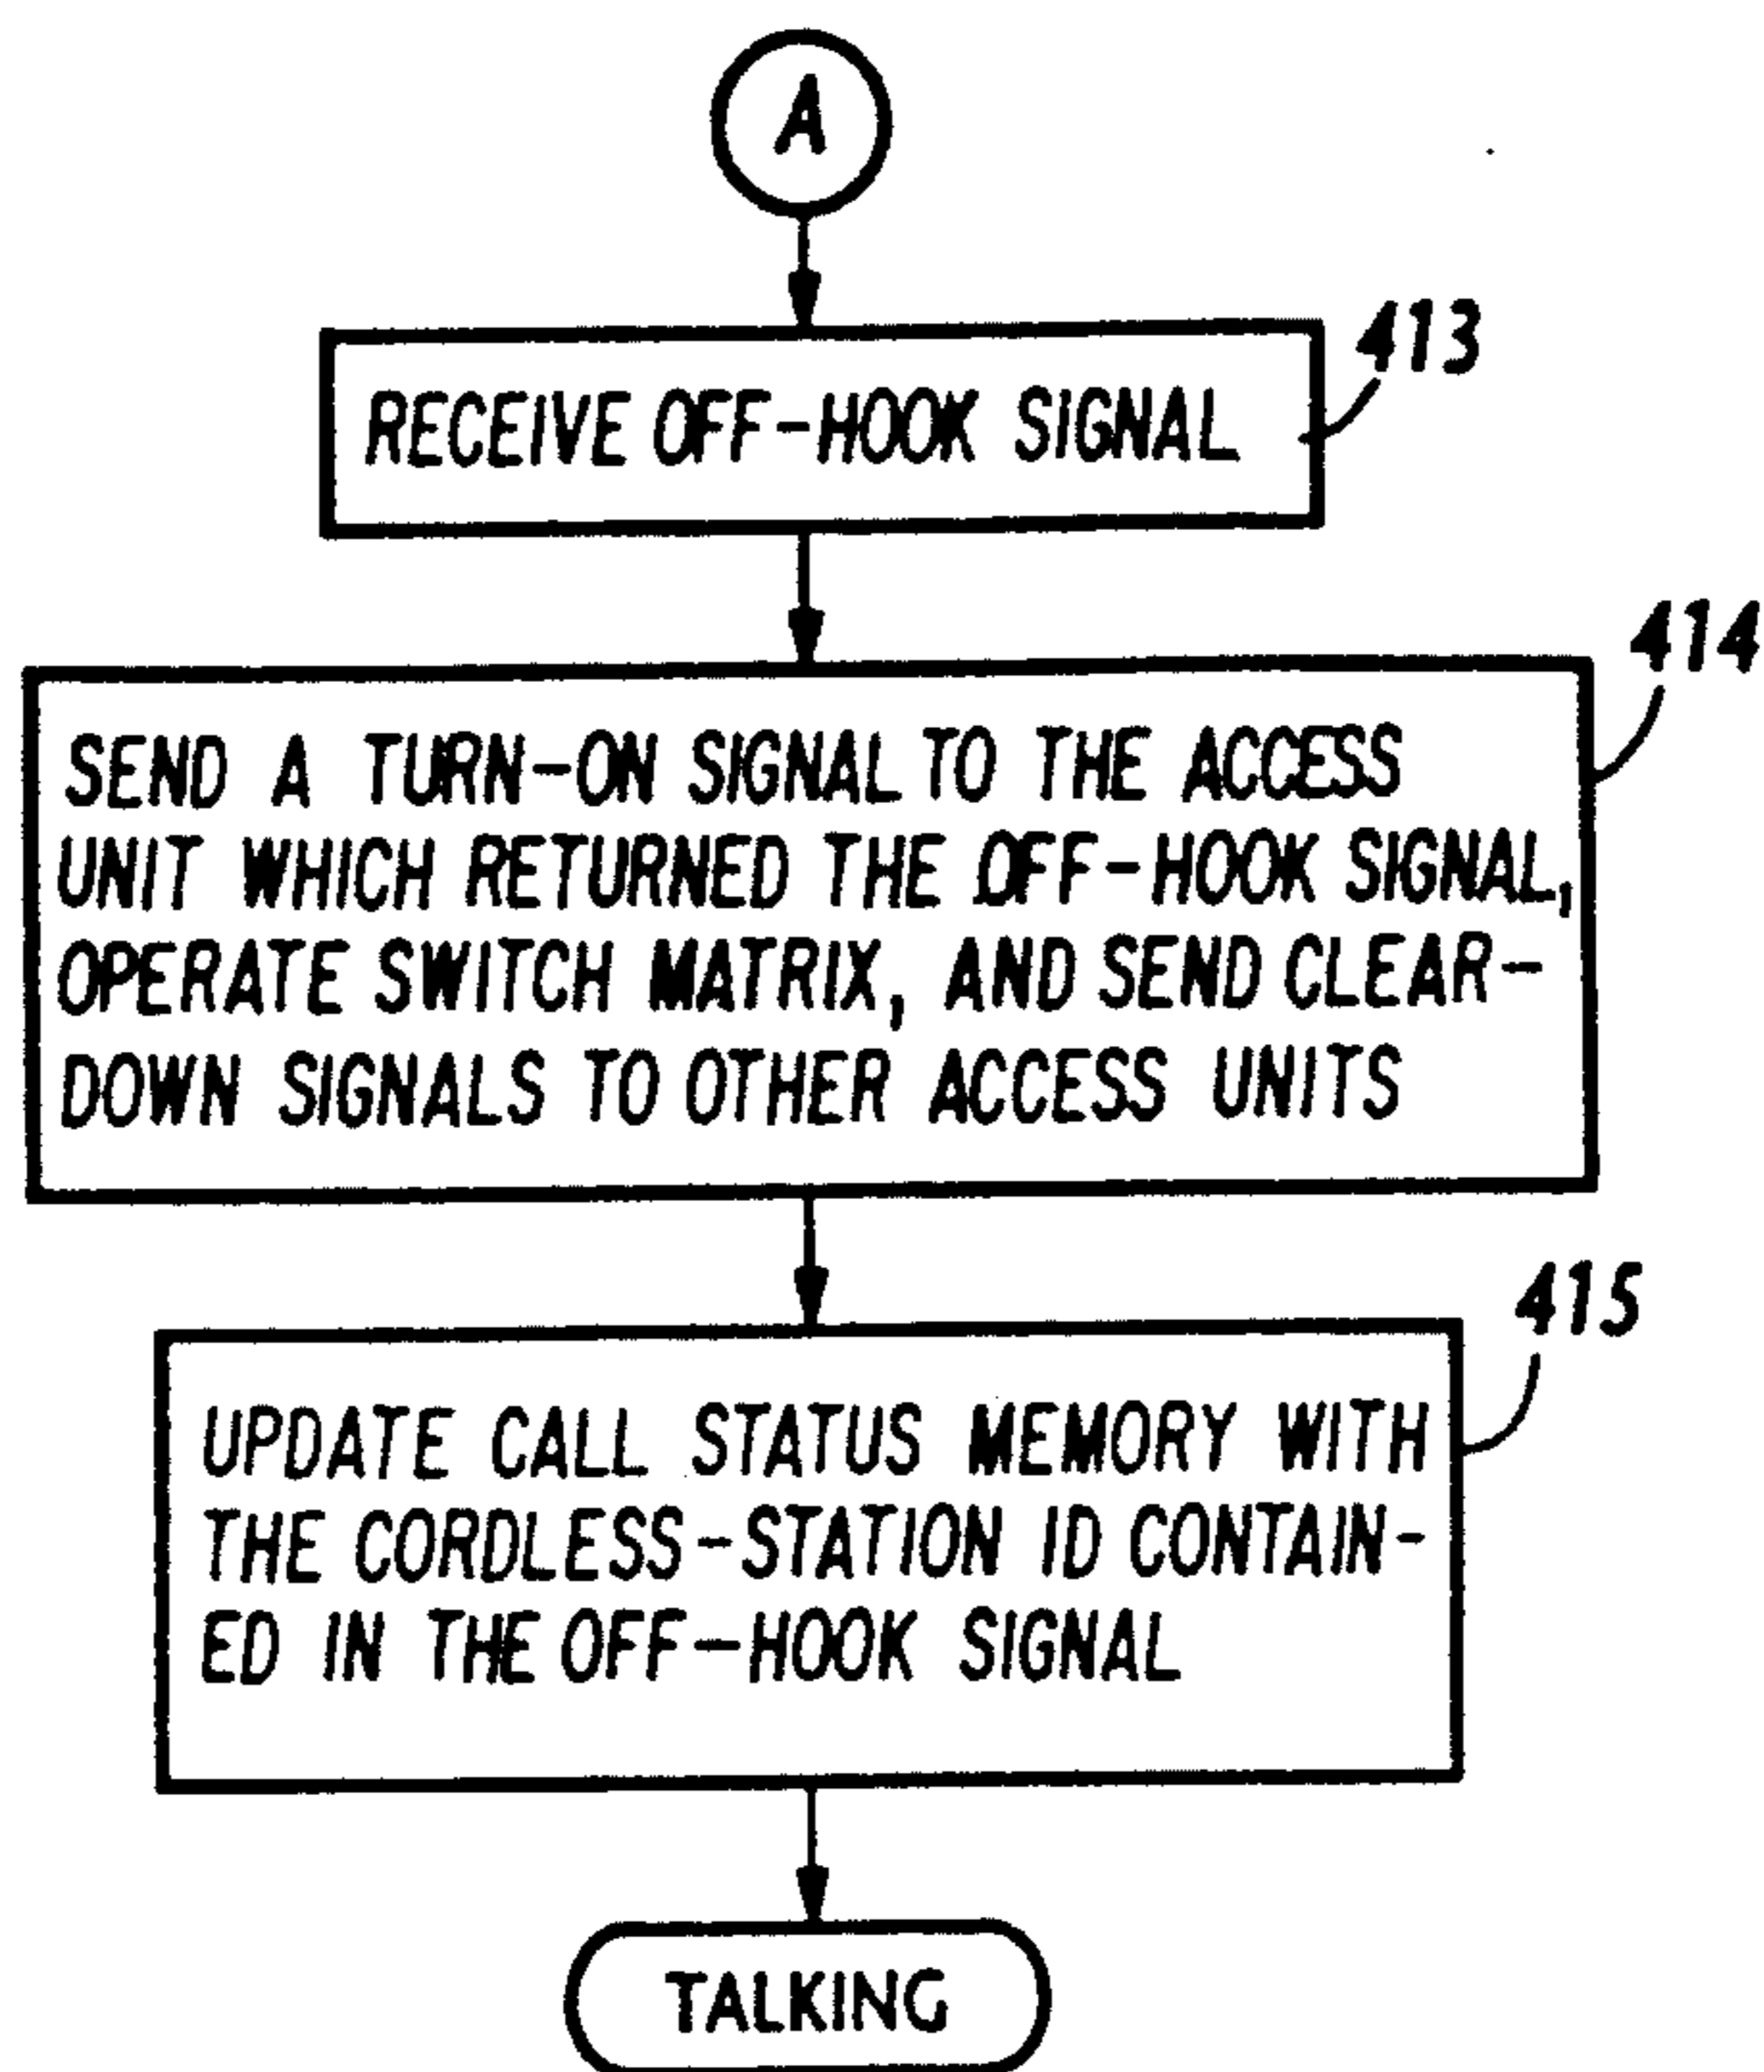 A
413
RECEIVE OFF-HOOK SIGNAL
414
SEND A TURN-ON SIGNAL TO THE ACCESS
UNIT WHICH RETURNED THE OFF-HOOK SIGNAL,
OPERATE SWITCH MATRIX, AND SEND CLEAR-
DOWN SIGNALS TO OTHER ACCESS UNITS
415
UPDATE CALL STATUS MEMORY WITH
THE CORDLESS-STATION ID CONTAIN-
ED IN THE OFF-HOOK SIGNAL
TALKING